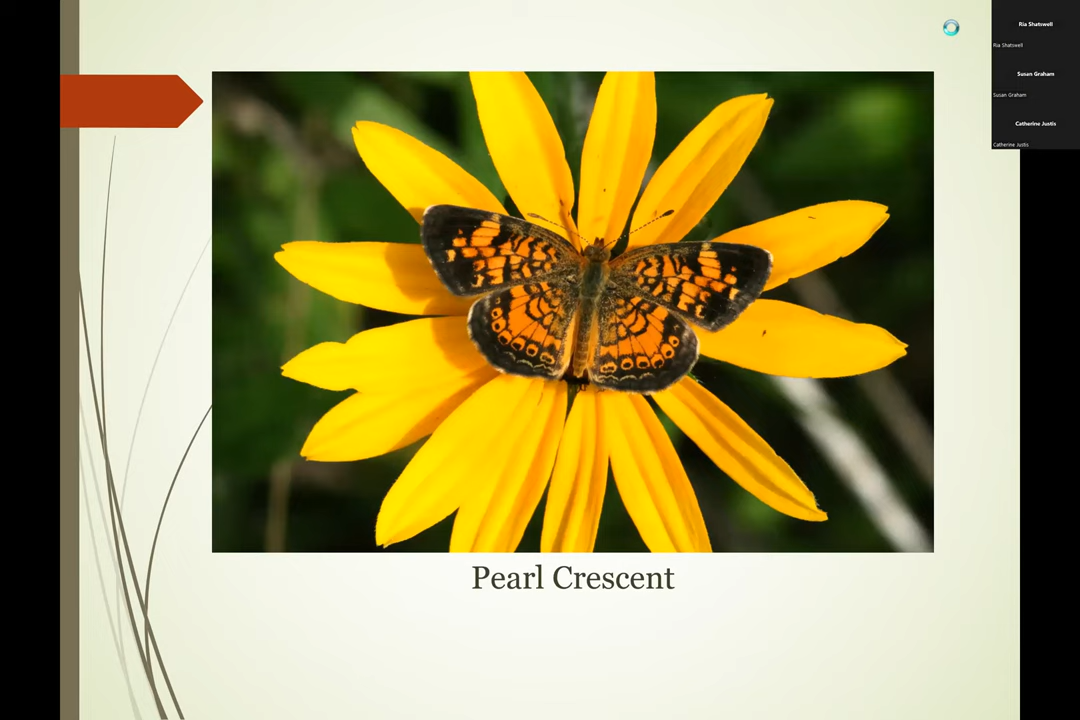 Ria Shatswell
Ria Shatswell
Susan Graham
Susan Graham
Catherine Justis
Catherine Justis
Pearl Crescent